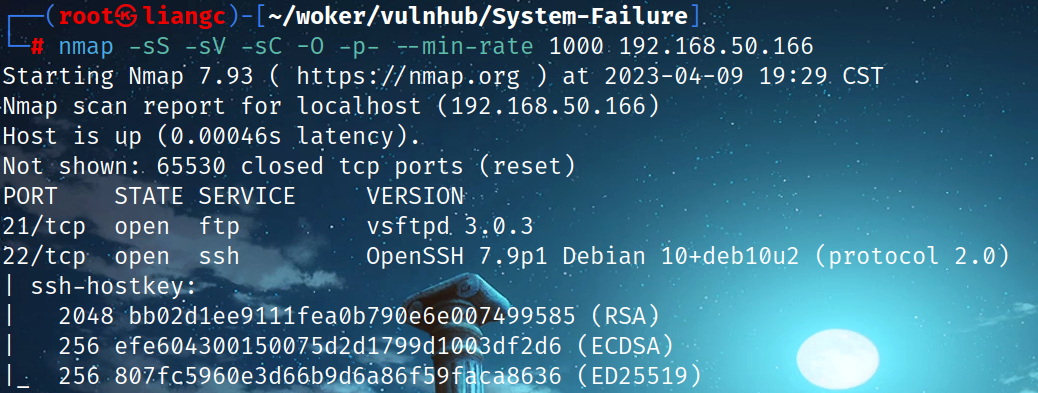 ┌──(root㉿liangc)-[~/woker/vulnhub/System-Failure]
└─# nmap -sS -sV -sC -O -p- --min-rate 1000 192.168.50.166
Starting Nmap 7.93 ( https://nmap.org ) at 2023-04-09 19:29 CST
Nmap scan report for localhost (192.168.50.166)
Host is up (0.00046s latency).
Not shown: 65530 closed tcp ports (reset)
PORT    STATE SERVICE     VERSION
21/tcp  open  ftp         vsftpd 3.0.3
22/tcp  open  ssh         OpenSSH 7.9p1 Debian 10+deb10u2 (protocol 2.0)
| ssh-hostkey:
|   2048 bb02d1ee9111fea0b790e6e007499585 (RSA)
|   256 efe604300150075d2d1799d1003df2d6 (ECDSA)
|_  256 807fc5960e3d66b9d6a86f59faca8636 (ED25519)